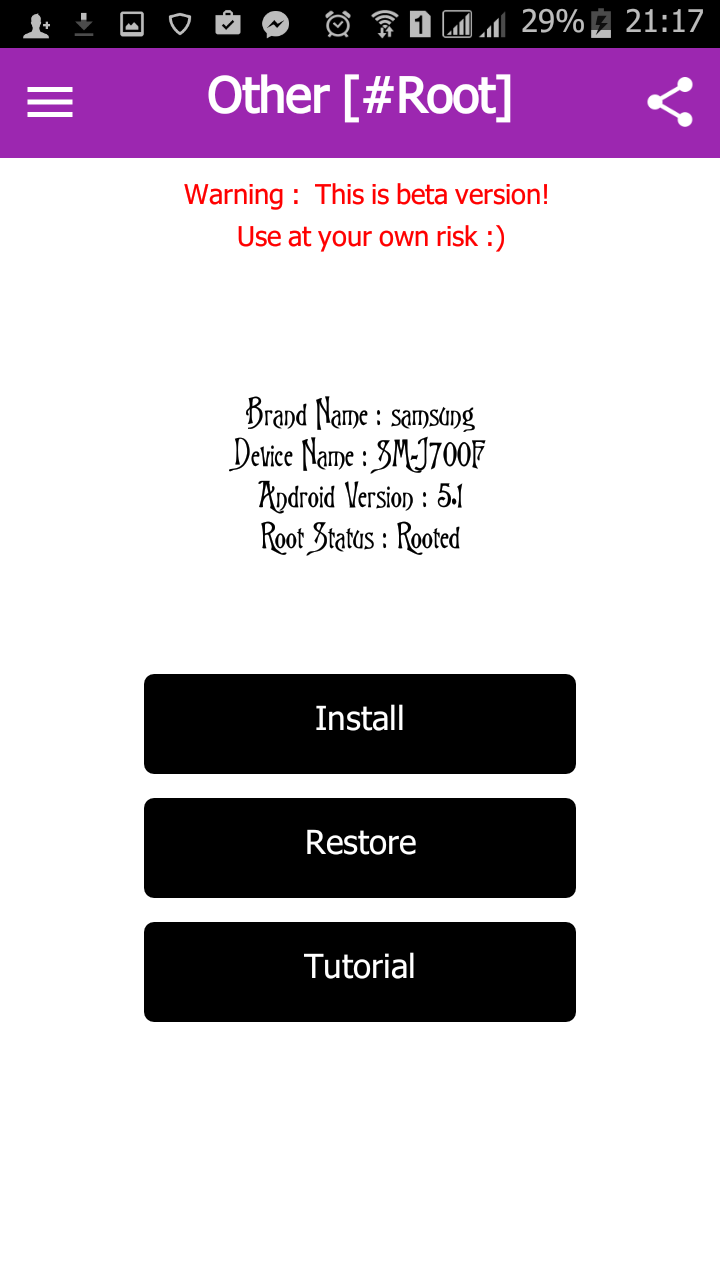 1 29% 21:17
Other [#Root]
Warning :  This is beta version!
Use at your own risk :)
Brand Name : samsung
Device Name : SM-J700F
Android Version : 5.1
Root Status : Rooted
Install
Restore
Tutorial